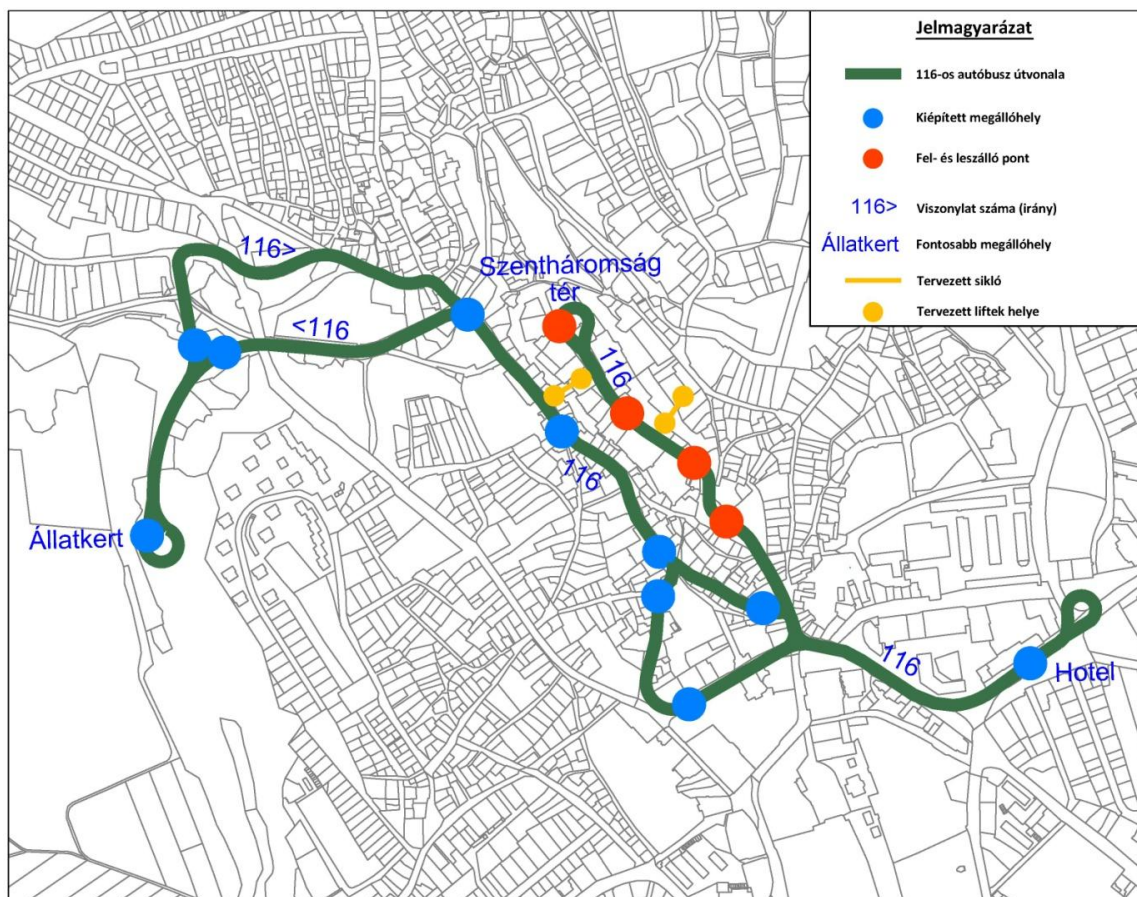 Jelmagyarázat
116-os autóbusz útvonala
Kiépített megállóhely
Fel- és leszálló pont
116> Viszonylat száma (irány)
Állatkert Fontosabb megállóhely
Tervezett sikló
Tervezett liftek helye
116>
Szentháromság
tér
<116
116
116
Állatkert
116
Hotel